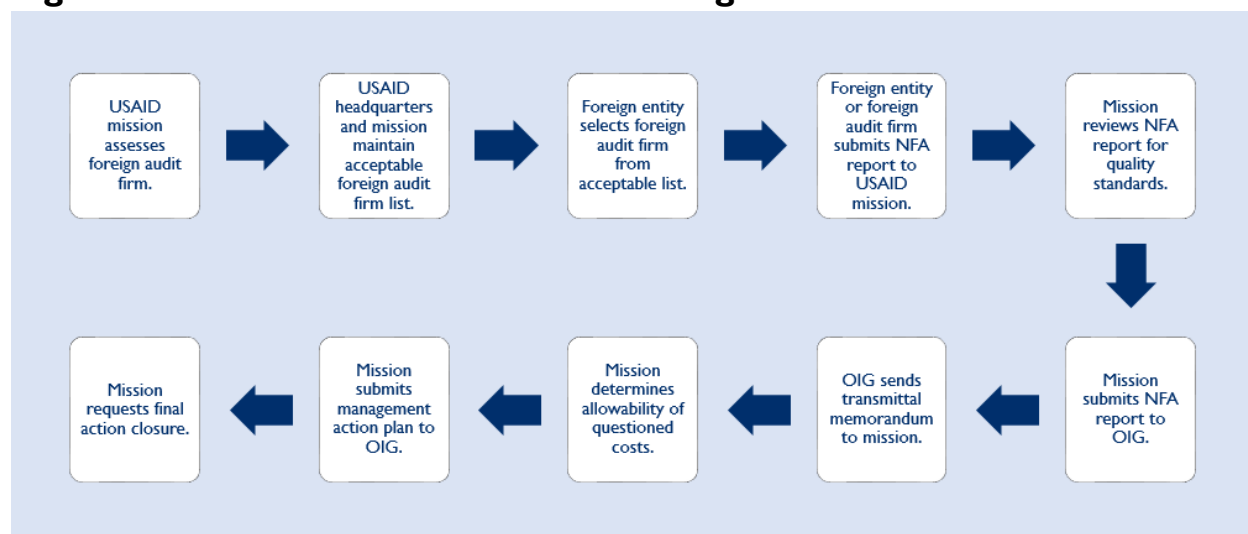 USAID
mission
assesses
foreign audit
firm.
USAID
headquarters
and mission
maintain
acceptable
foreign audit
firm list.
Foreign entity
selects foreign
audit firm
from
acceptable list.
Foreign entity
or foreign
audit firm
submits NFA
report to
USAID
mission.
Mission
reviews NFA
report for
quality
standards.
Mission
submits NFA
report to
OIG.
OIG sends
transmittal
memorandum
to mission.
Mission
determines
allowability of
questioned
costs.
Mission
submits
management
action plan to
OIG.
Mission
requests final
action closure.